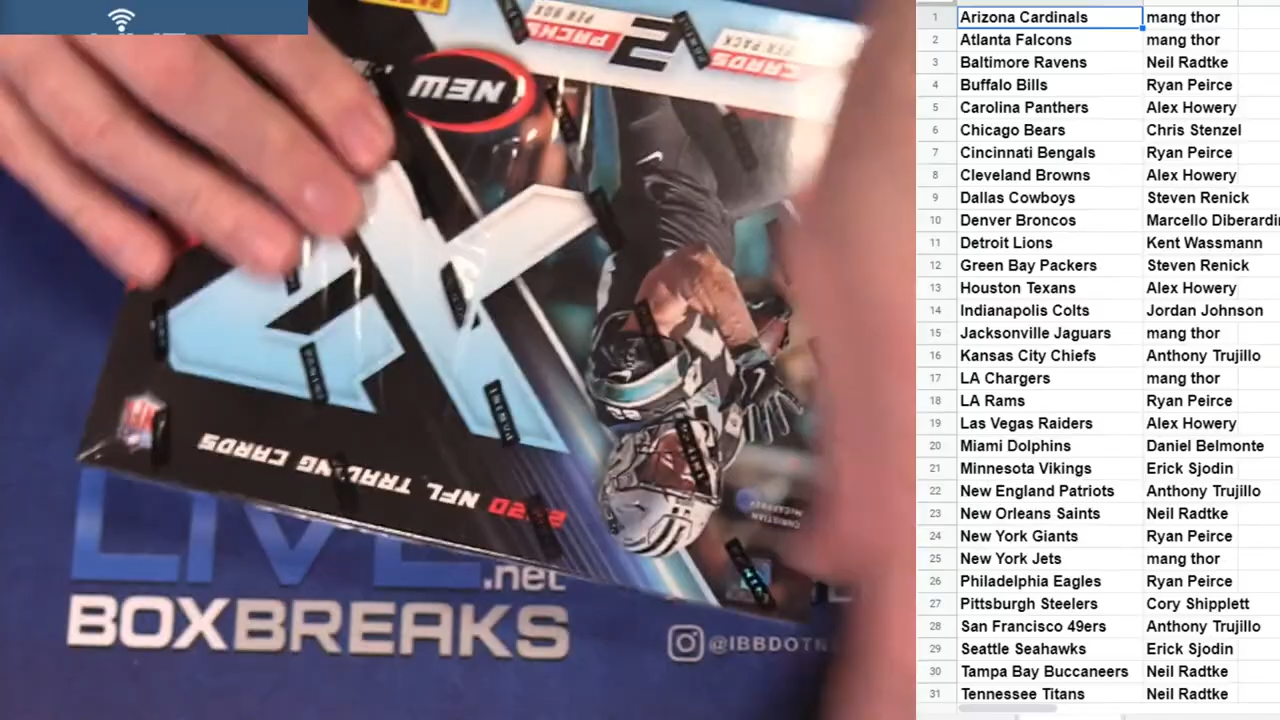 CARDS
PER PACK
2
PACKS
PER BOX
NEW
XR
2020 NFL TRADING CARDS
CHRISTIAN
McCAFFREY
PANINI
PANINI
LIVE
.net
BOXBREAKS
1 Arizona Cardinals mang thor
2 Atlanta Falcons mang thor
3 Baltimore Ravens Neil Radtke
4 Buffalo Bills Ryan Peirce
5 Carolina Panthers Alex Howery
6 Chicago Bears Chris Stenzel
7 Cincinnati Bengals Ryan Peirce
8 Cleveland Browns Alex Howery
9 Dallas Cowboys Steven Renick
10 Denver Broncos Marcello Diberardi
11 Detroit Lions Kent Wassmann
12 Green Bay Packers Steven Renick
13 Houston Texans Alex Howery
14 Indianapolis Colts Jordan Johnson
15 Jacksonville Jaguars mang thor
16 Kansas City Chiefs Anthony Trujillo
17 LA Chargers mang thor
18 LA Rams Ryan Peirce
19 Las Vegas Raiders Alex Howery
20 Miami Dolphins Daniel Belmonte
21 Minnesota Vikings Erick Sjodin
22 New England Patriots Anthony Trujillo
23 New Orleans Saints Neil Radtke
24 New York Giants Ryan Peirce
25 New York Jets mang thor
26 Philadelphia Eagles Ryan Peirce
27 Pittsburgh Steelers Cory Shipplett
28 San Francisco 49ers Anthony Trujillo
29 Seattle Seahawks Erick Sjodin
30 Tampa Bay Buccaneers Neil Radtke
31 Tennessee Titans Neil Radtke